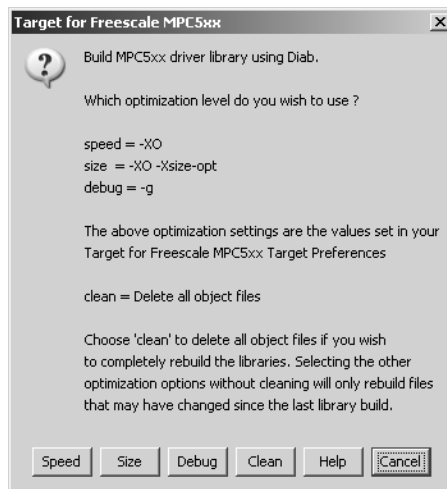 Target for Freescale MPC5xx
Build MPC5xx driver library using Diab.
Which optimization level do you wish to use ?
speed = -XO
size = -XO -Xsize-opt
debug = -g
The above optimization settings are the values set in your
Target for Freescale MPC5xx Target Preferences
clean = Delete all object files
Choose 'clean' to delete all object files if you wish
to completely rebuild the libraries. Selecting the other
optimization options without cleaning will only rebuild files
that may have changed since the last library build.
Speed Size Debug Clean Help Cancel